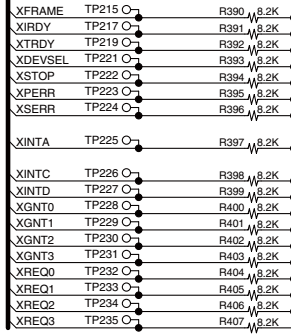 XFRAME TP215 R390 8.2K
XIRDY TP217 R391 8.2K
XTRDY TP219 R392 8.2K
XDEVSEL TP221 R393 8.2K
XSTOP TP222 R394 8.2K
XPERR TP223 R395 8.2K
XSERR TP224 R396 8.2K
XINTA TP225 R397 8.2K
XINTC TP226 R398 8.2K
XINTD TP227 R399 8.2K
XGNT0 TP228 R400 8.2K
XGNT1 TP229 R401 8.2K
XGNT2 TP230 R402 8.2K
XGNT3 TP231 R403 8.2K
XREQ0 TP232 R404 8.2K
XREQ1 TP233 R405 8.2K
XREQ2 TP234 R406 8.2K
XREQ3 TP235 R407 8.2K